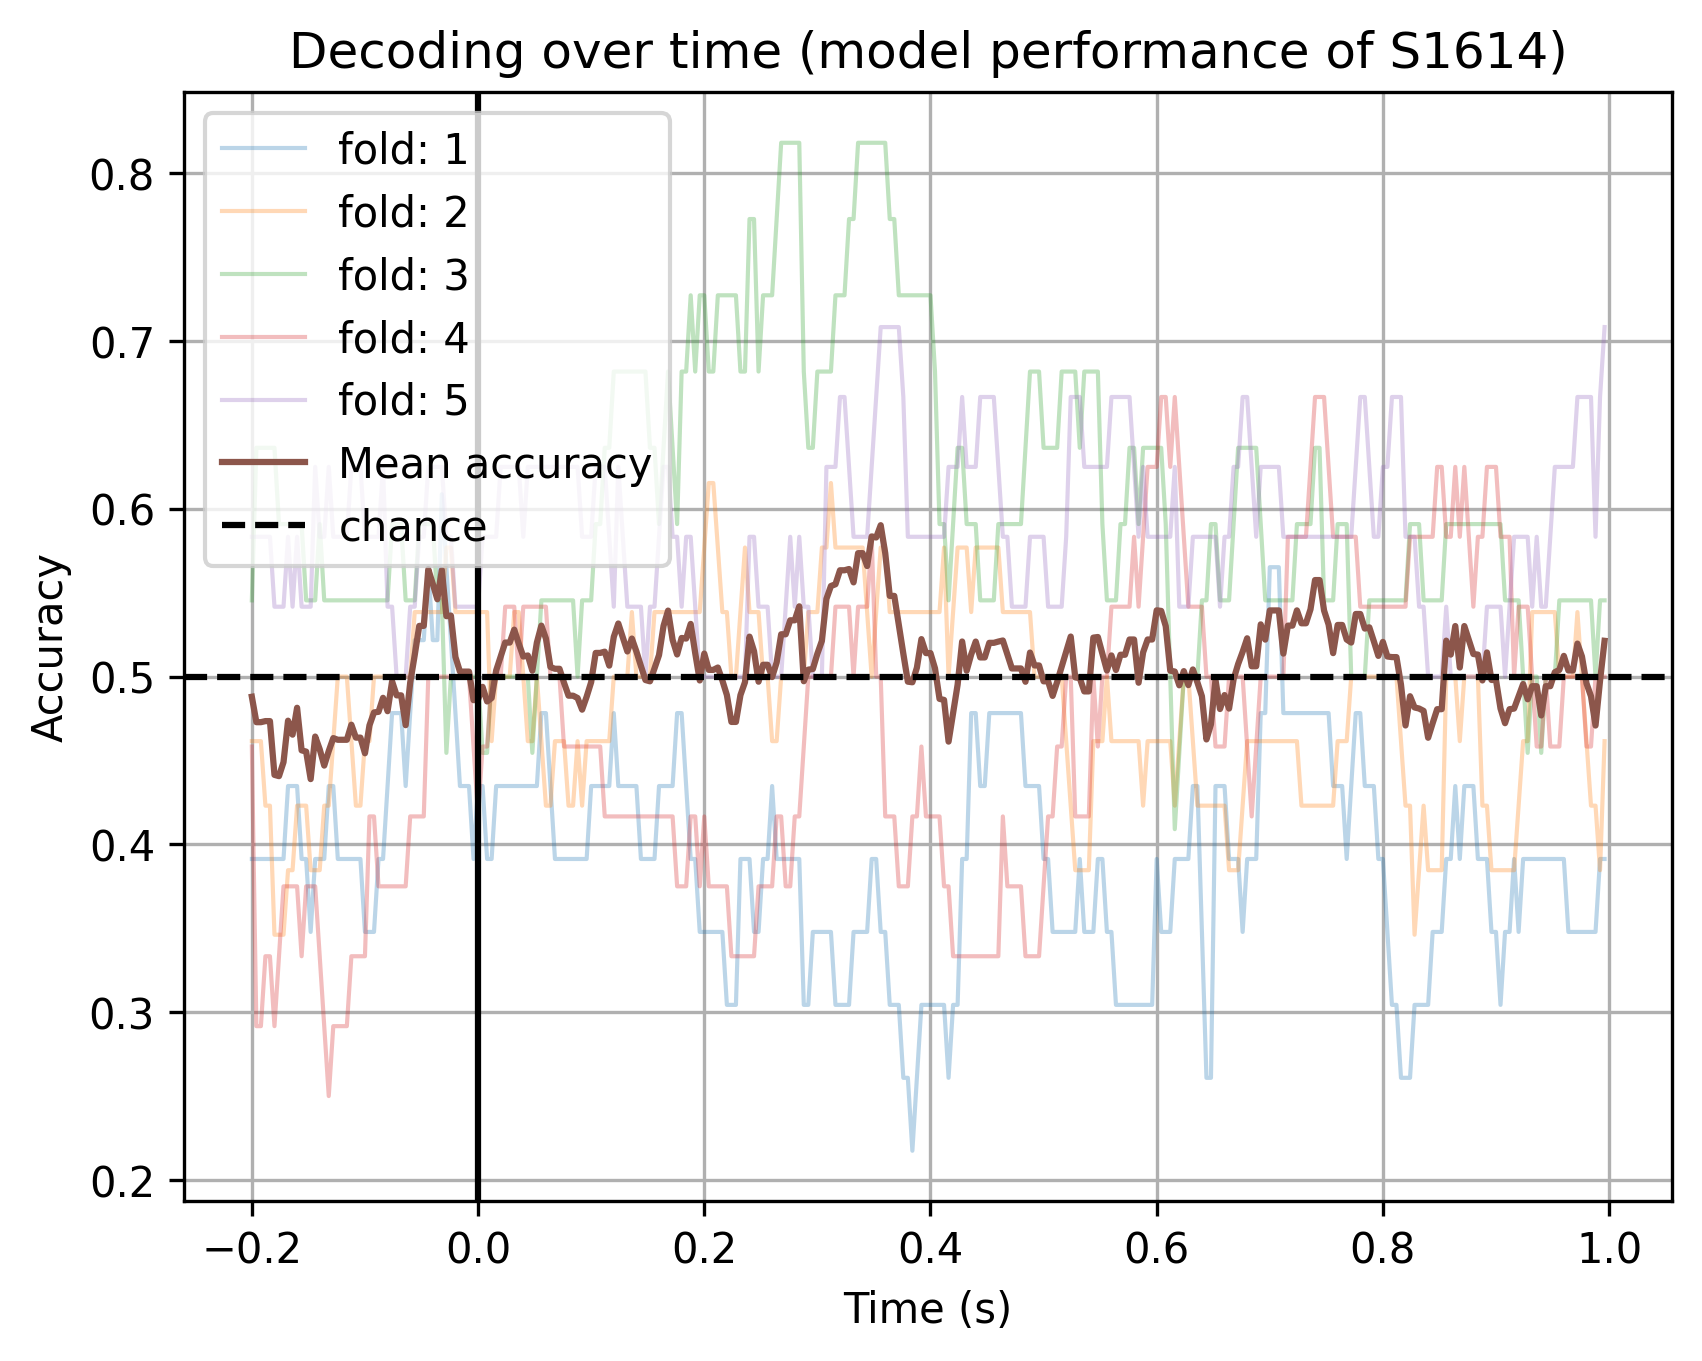 Decoding over time (model performance of S1614)
fold: 1
fold: 2
fold: 3
fold: 4
fold: 5
Mean accuracy
chance
Accuracy
0.8
0.7
0.6
0.5
0.4
0.3
0.2
−0.2 0.0 0.2 0.4 0.6 0.8 1.0
Time (s)